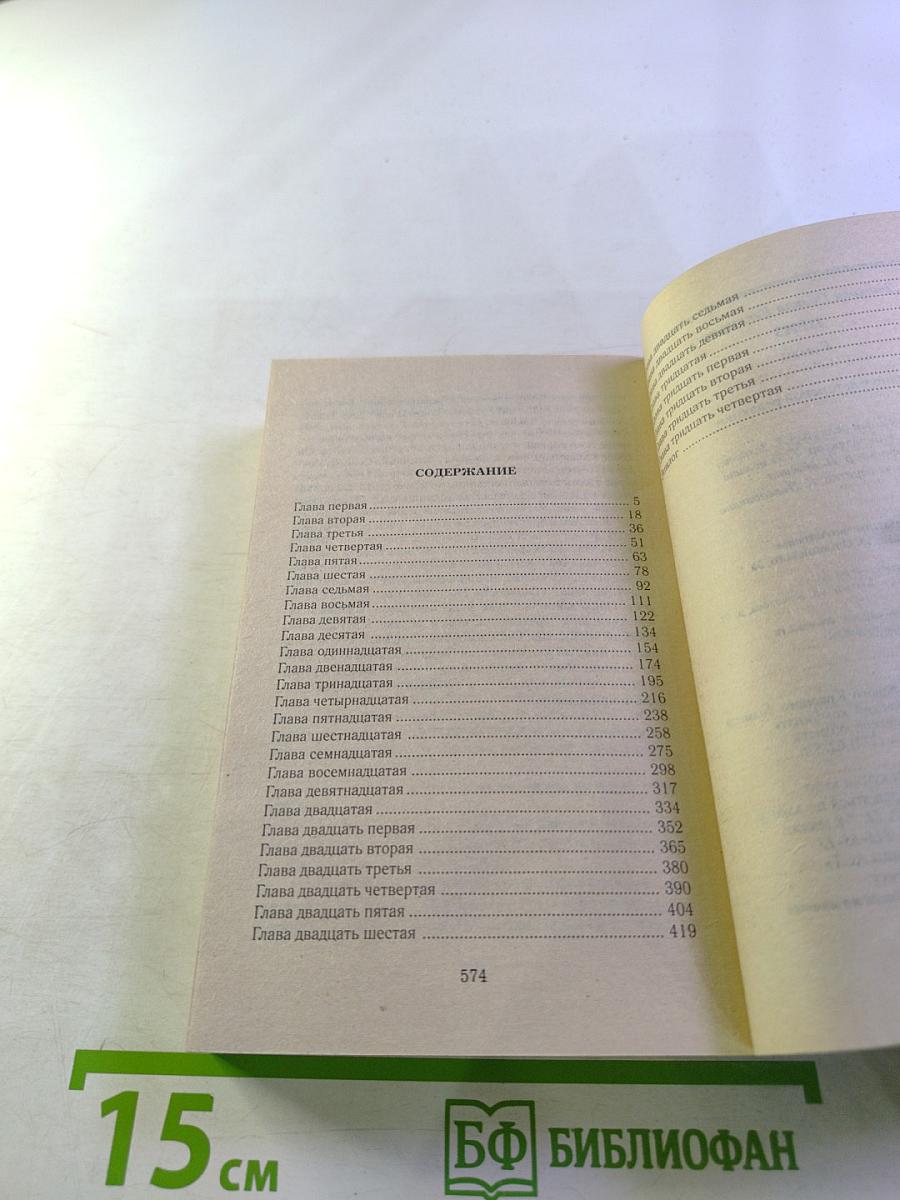 СОДЕРЖАНИЕ
Глава первая 5
Глава вторая 18
Глава третья 36
Глава четвертая 51
Глава пятая 63
Глава шестая 78
Глава седьмая 92
Глава восьмая 111
Глава девятая 122
Глава десятая 134
Глава одиннадцатая 154
Глава двенадцатая 174
Глава тринадцатая 195
Глава четырнадцатая 216
Глава пятнадцатая 238
Глава шестнадцатая 258
Глава семнадцатая 275
Глава восемнадцатая 298
Глава девятнадцатая 317
Глава двадцатая 334
Глава двадцать первая 352
Глава двадцать вторая 365
Глава двадцать третья 380
Глава двадцать четвертая 390
Глава двадцать пятая 404
Глава двадцать шестая 419
574
двадцать седьмая
двадцать восьмая
двадцать девятая
тридцатая
тридцать первая
тридцать вторая
тридцать третья
тридцать четвертая
15 см
БФ БИБЛИОФАН